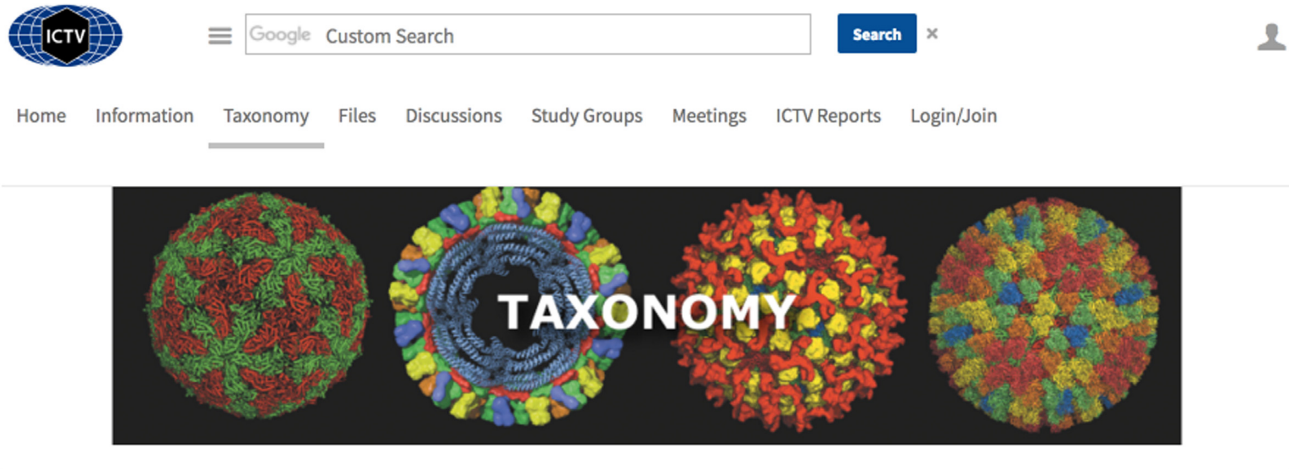 ICTV
Google Custom Search
Search ×
Home Information Taxonomy Files Discussions Study Groups Meetings ICTV Reports Login/Join
TAXONOMY